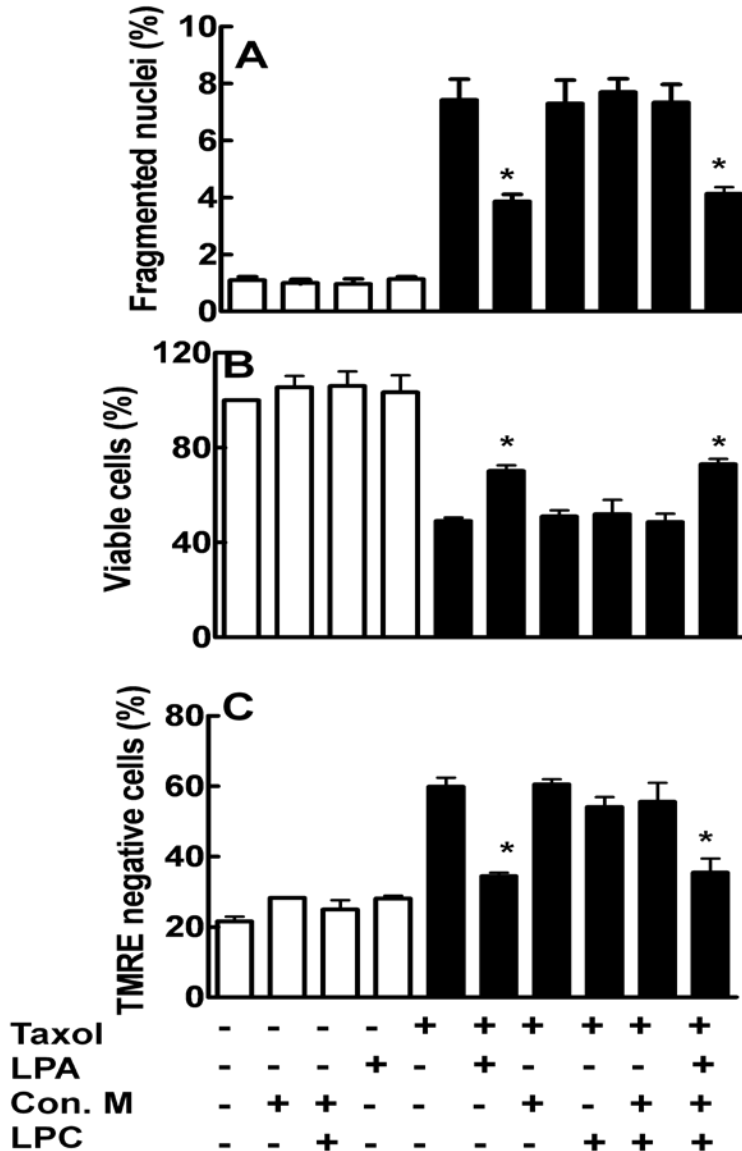 A
Fragmented nuclei (%)
10
8
6
4
2
0
* *
B
Viable cells (%)
120
80
40
0
* *
C
TMRE negative cells (%)
80
60
40
20
0
* *
Taxol - - - - + + + + + +
LPA - - - + - + - - - +
Con. M - + + - - - + - + +
LPC - - + - - - - + + +